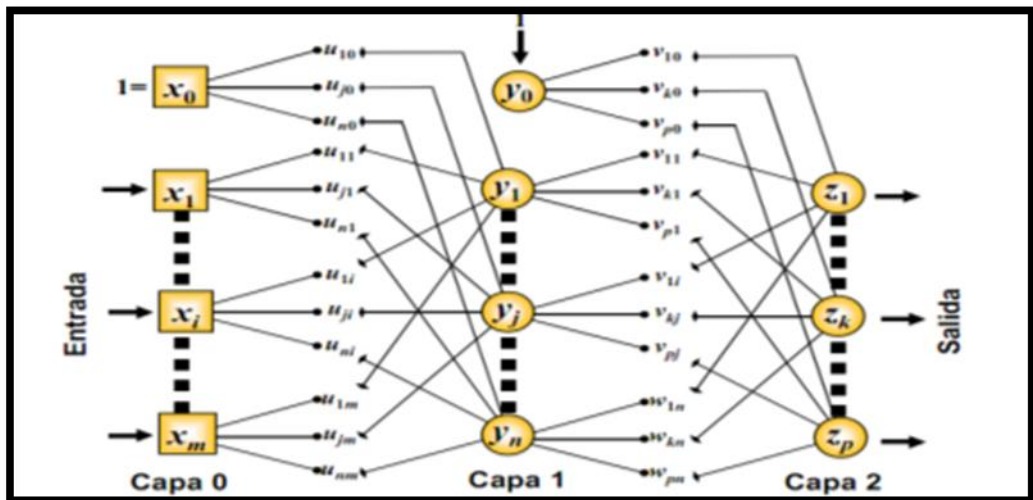 1
1= x₀ u₁₀ y₀ v₁₀
uⱼ₀ vₖ₀
uₙ₀ vₚ₀
x₁ u₁₁ y₁ v₁₁ z₁
uⱼ₁ vₖ₁
uₙ₁ vₚ₁
Entrada
xᵢ u₁ᵢ yⱼ v₁ᵢ zₖ
uⱼᵢ vₖⱼ
uₙᵢ vₚⱼ
Salida
xₘ u₁ₘ yₙ w₁ₙ zₚ
uⱼₘ wₖₙ
uₙₘ wₚₙ
Capa 0 Capa 1 Capa 2